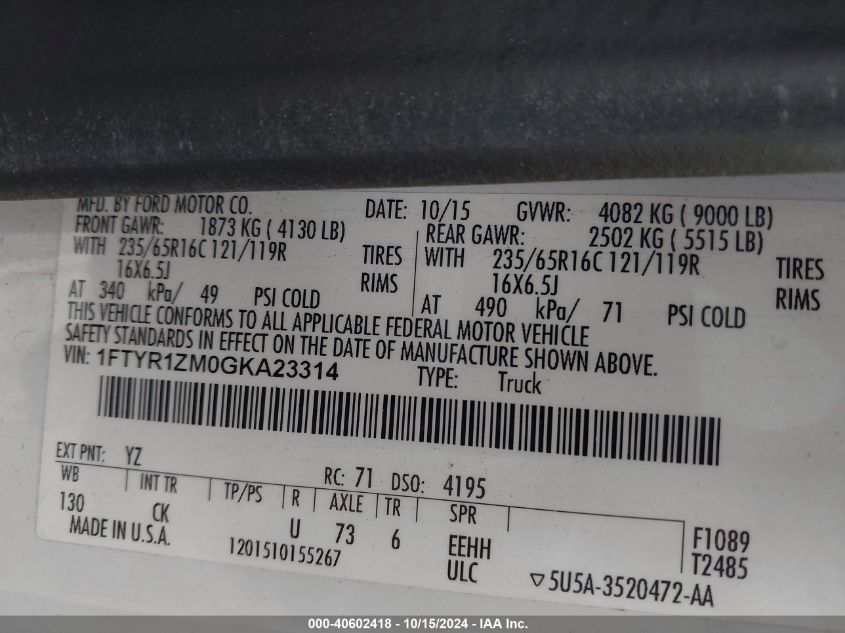 MFD. BY FORD MOTOR CO. DATE: 10/15 GVWR: 4082 KG ( 9000 LB)
FRONT GAWR: 1873 KG ( 4130 LB) REAR GAWR: 2502 KG ( 5515 LB)
WITH 235/65R16C 121/119R TIRES WITH 235/65R16C 121/119R TIRES
16X6.5J RIMS 16X6.5J RIMS
AT 340 kPa/ 49 PSI COLD AT 490 kPa/ 71 PSI COLD
THIS VEHICLE CONFORMS TO ALL APPLICABLE FEDERAL MOTOR VEHICLE
SAFETY STANDARDS IN EFFECT ON THE DATE OF MANUFACTURE SHOWN ABOVE.
VIN: 1FTYR1ZM0GKA23314 TYPE: Truck
EXT PNT: YZ RC: 71 DSO: 4195
WB INT TR TP/PS R AXLE TR SPR
130 CK U 73 6 EEHH F1089
MADE IN U.S.A. 1201510155267 ULC T2485
▽5U5A-3520472-AA
000-40602418 - 10/15/2024 - IAA Inc.